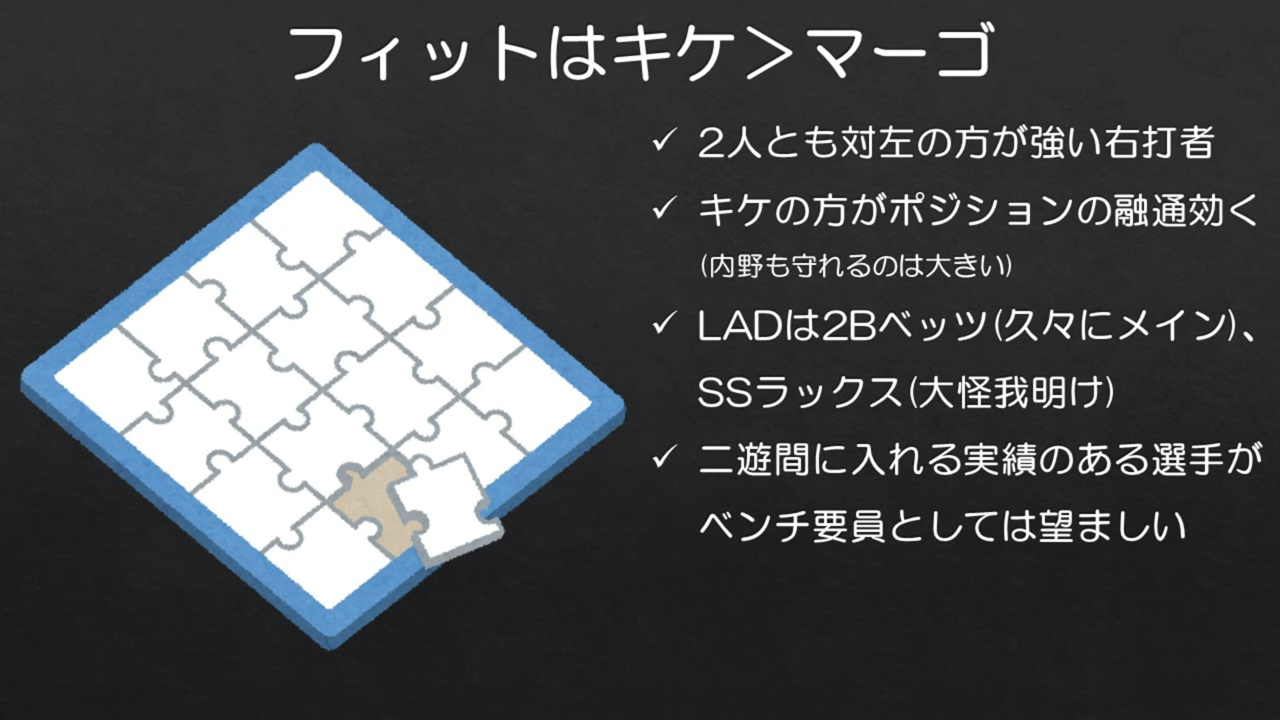 フィットはキケ＞マーゴ
✓ 2人とも対左の方が強い右打者
✓ キケの方がポジションの融通効く
(内野も守れるのは大きい)
✓ LADは2Bベッツ(久々にメイン)、
SSラックス(大怪我明け)
✓ 二遊間に入れる実績のある選手が
ベンチ要員としては望ましい